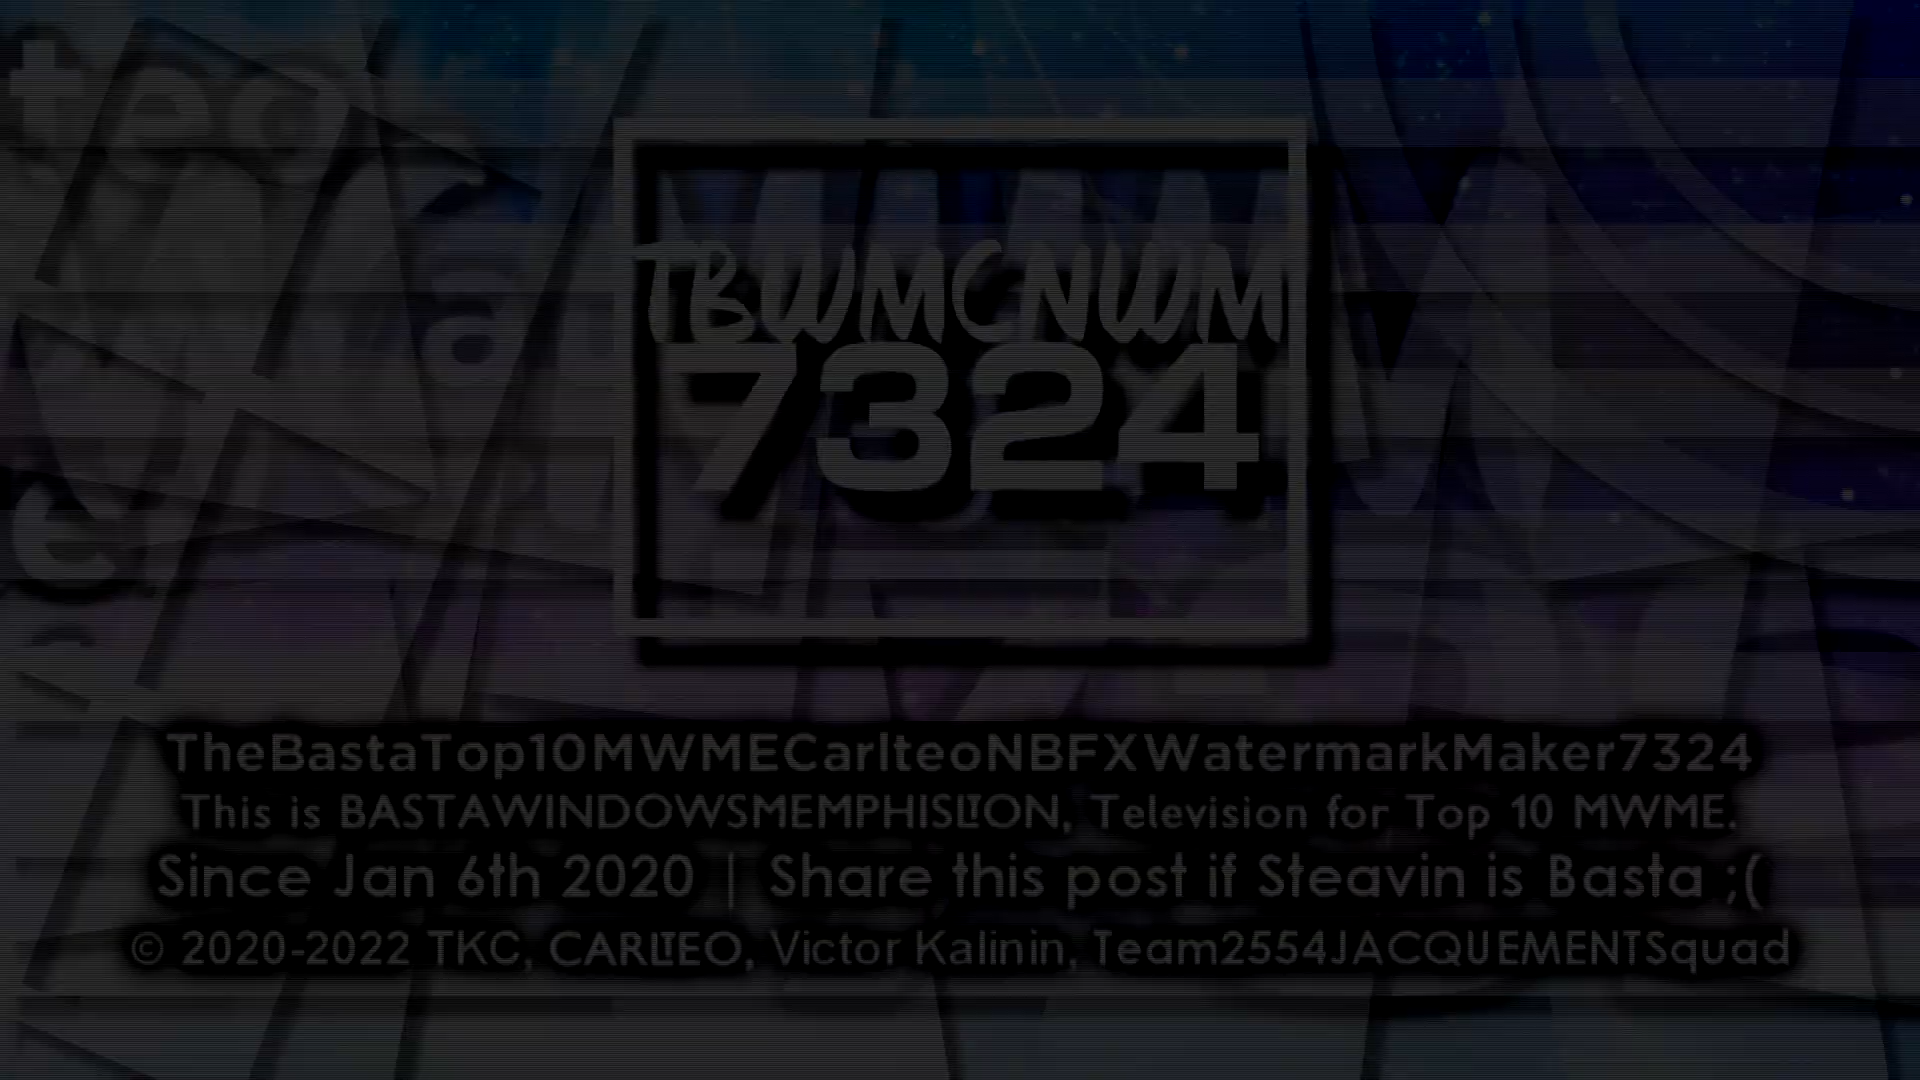 tec
a
e
TBWMCNWM
7324
TheBastaTop10MWMECarlteoNBFXWatermarkMaker7324
This is BASTAWINDOWSMEMPHISLTON, Television for Top 10 MWME.
Since Jan 6th 2020 | Share this post if Steavin is Basta ;(
© 2020-2022 TKC, CARLTEO, Victor Kalinin, Team2554JACQUEMENTSquad